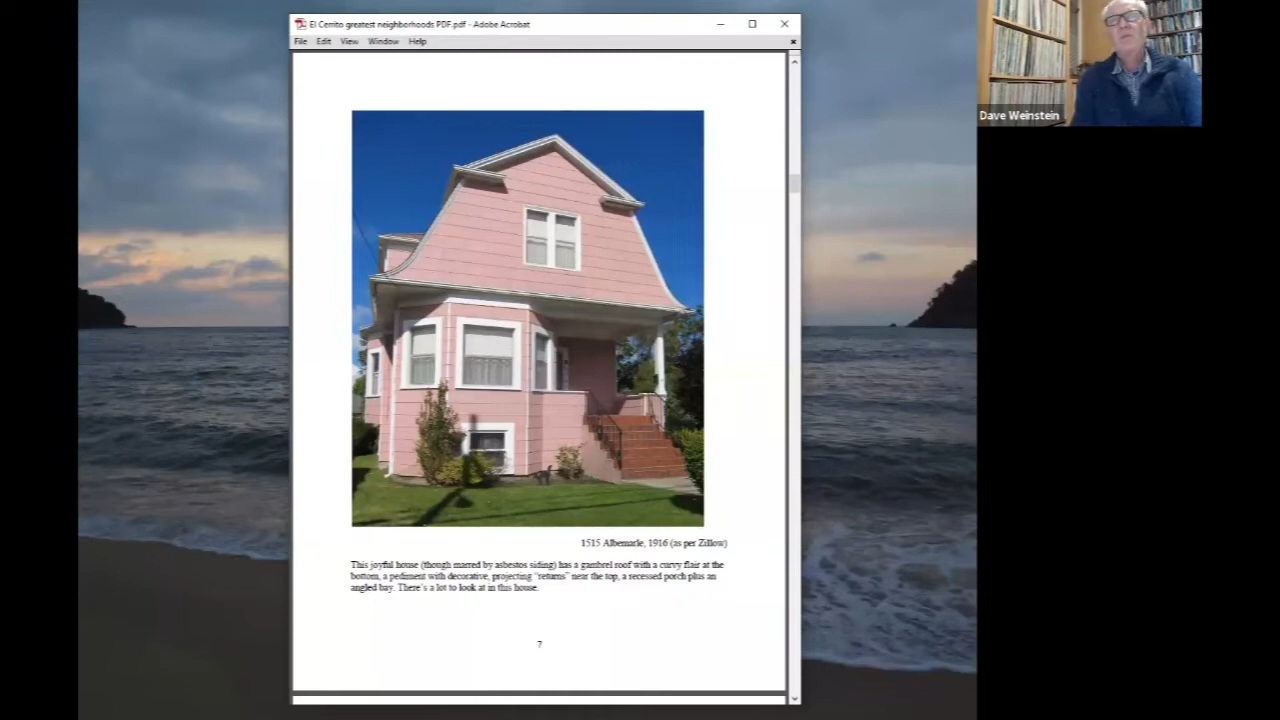 El Cerrito greatest neighborhoods PDF.pdf - Adobe Acrobat
File Edit View Window Help
Dave Weinstein
1515 Albemarle, 1916 (as per Zillow)
This joyful house (though marred by asbestos siding) has a gambrel roof with a curvy flair at the
bottom, a pediment with decorative, projecting “returns” near the top, a recessed porch plus an
angled bay. There’s a lot to look at in this house.
7